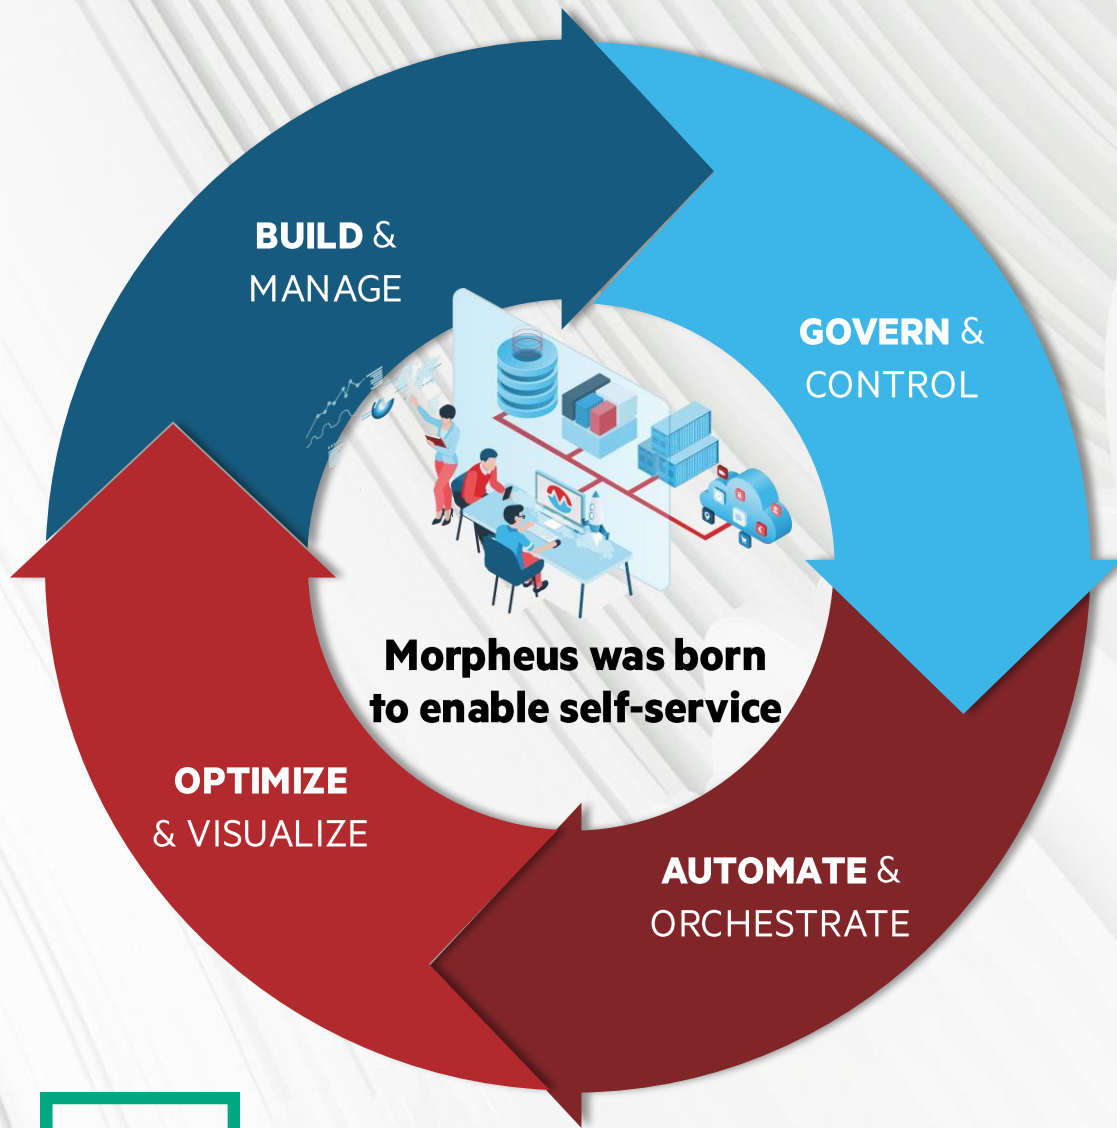 BUILD &
MANAGE
GOVERN &
CONTROL
Morpheus was born
to enable self-service
OPTIMIZE
& VISUALIZE
AUTOMATE &
ORCHESTRATE